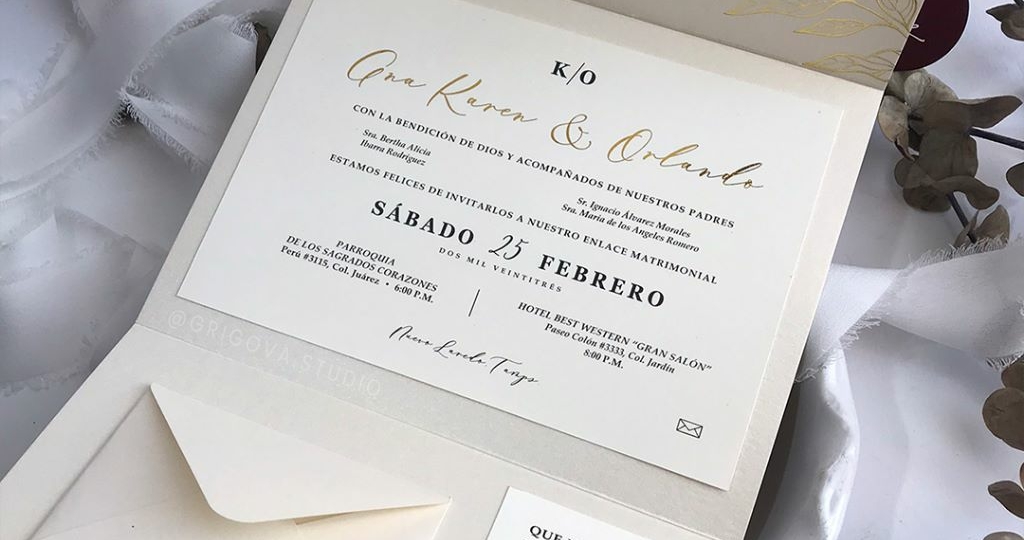 K/O
Ana Karen & Orlando
CON LA BENDICIÓN DE DIOS Y ACOMPAÑADOS DE NUESTROS PADRES
Sra. Bertha Alicia
Ibarra Rodríguez
Sr. Ignacio Álvarez Morales
Sra. María de los Angeles Romero
ESTAMOS FELICES DE INVITARLOS A NUESTRO ENLACE MATRIMONIAL
SÁBADO 25 FEBRERO
DOS MIL VEINTITRÉS
PARROQUIA
DE LOS SAGRADOS CORAZONES
Perú #3115, Col. Juárez • 6:00 P.M.
HOTEL BEST WESTERN "GRAN SALÓN"
Paseo Colón #3333, Col. Jardín
8:00 P.M.
Nuevo Laredo, Tamps
@GRIGOVA.STUDIO
QUE